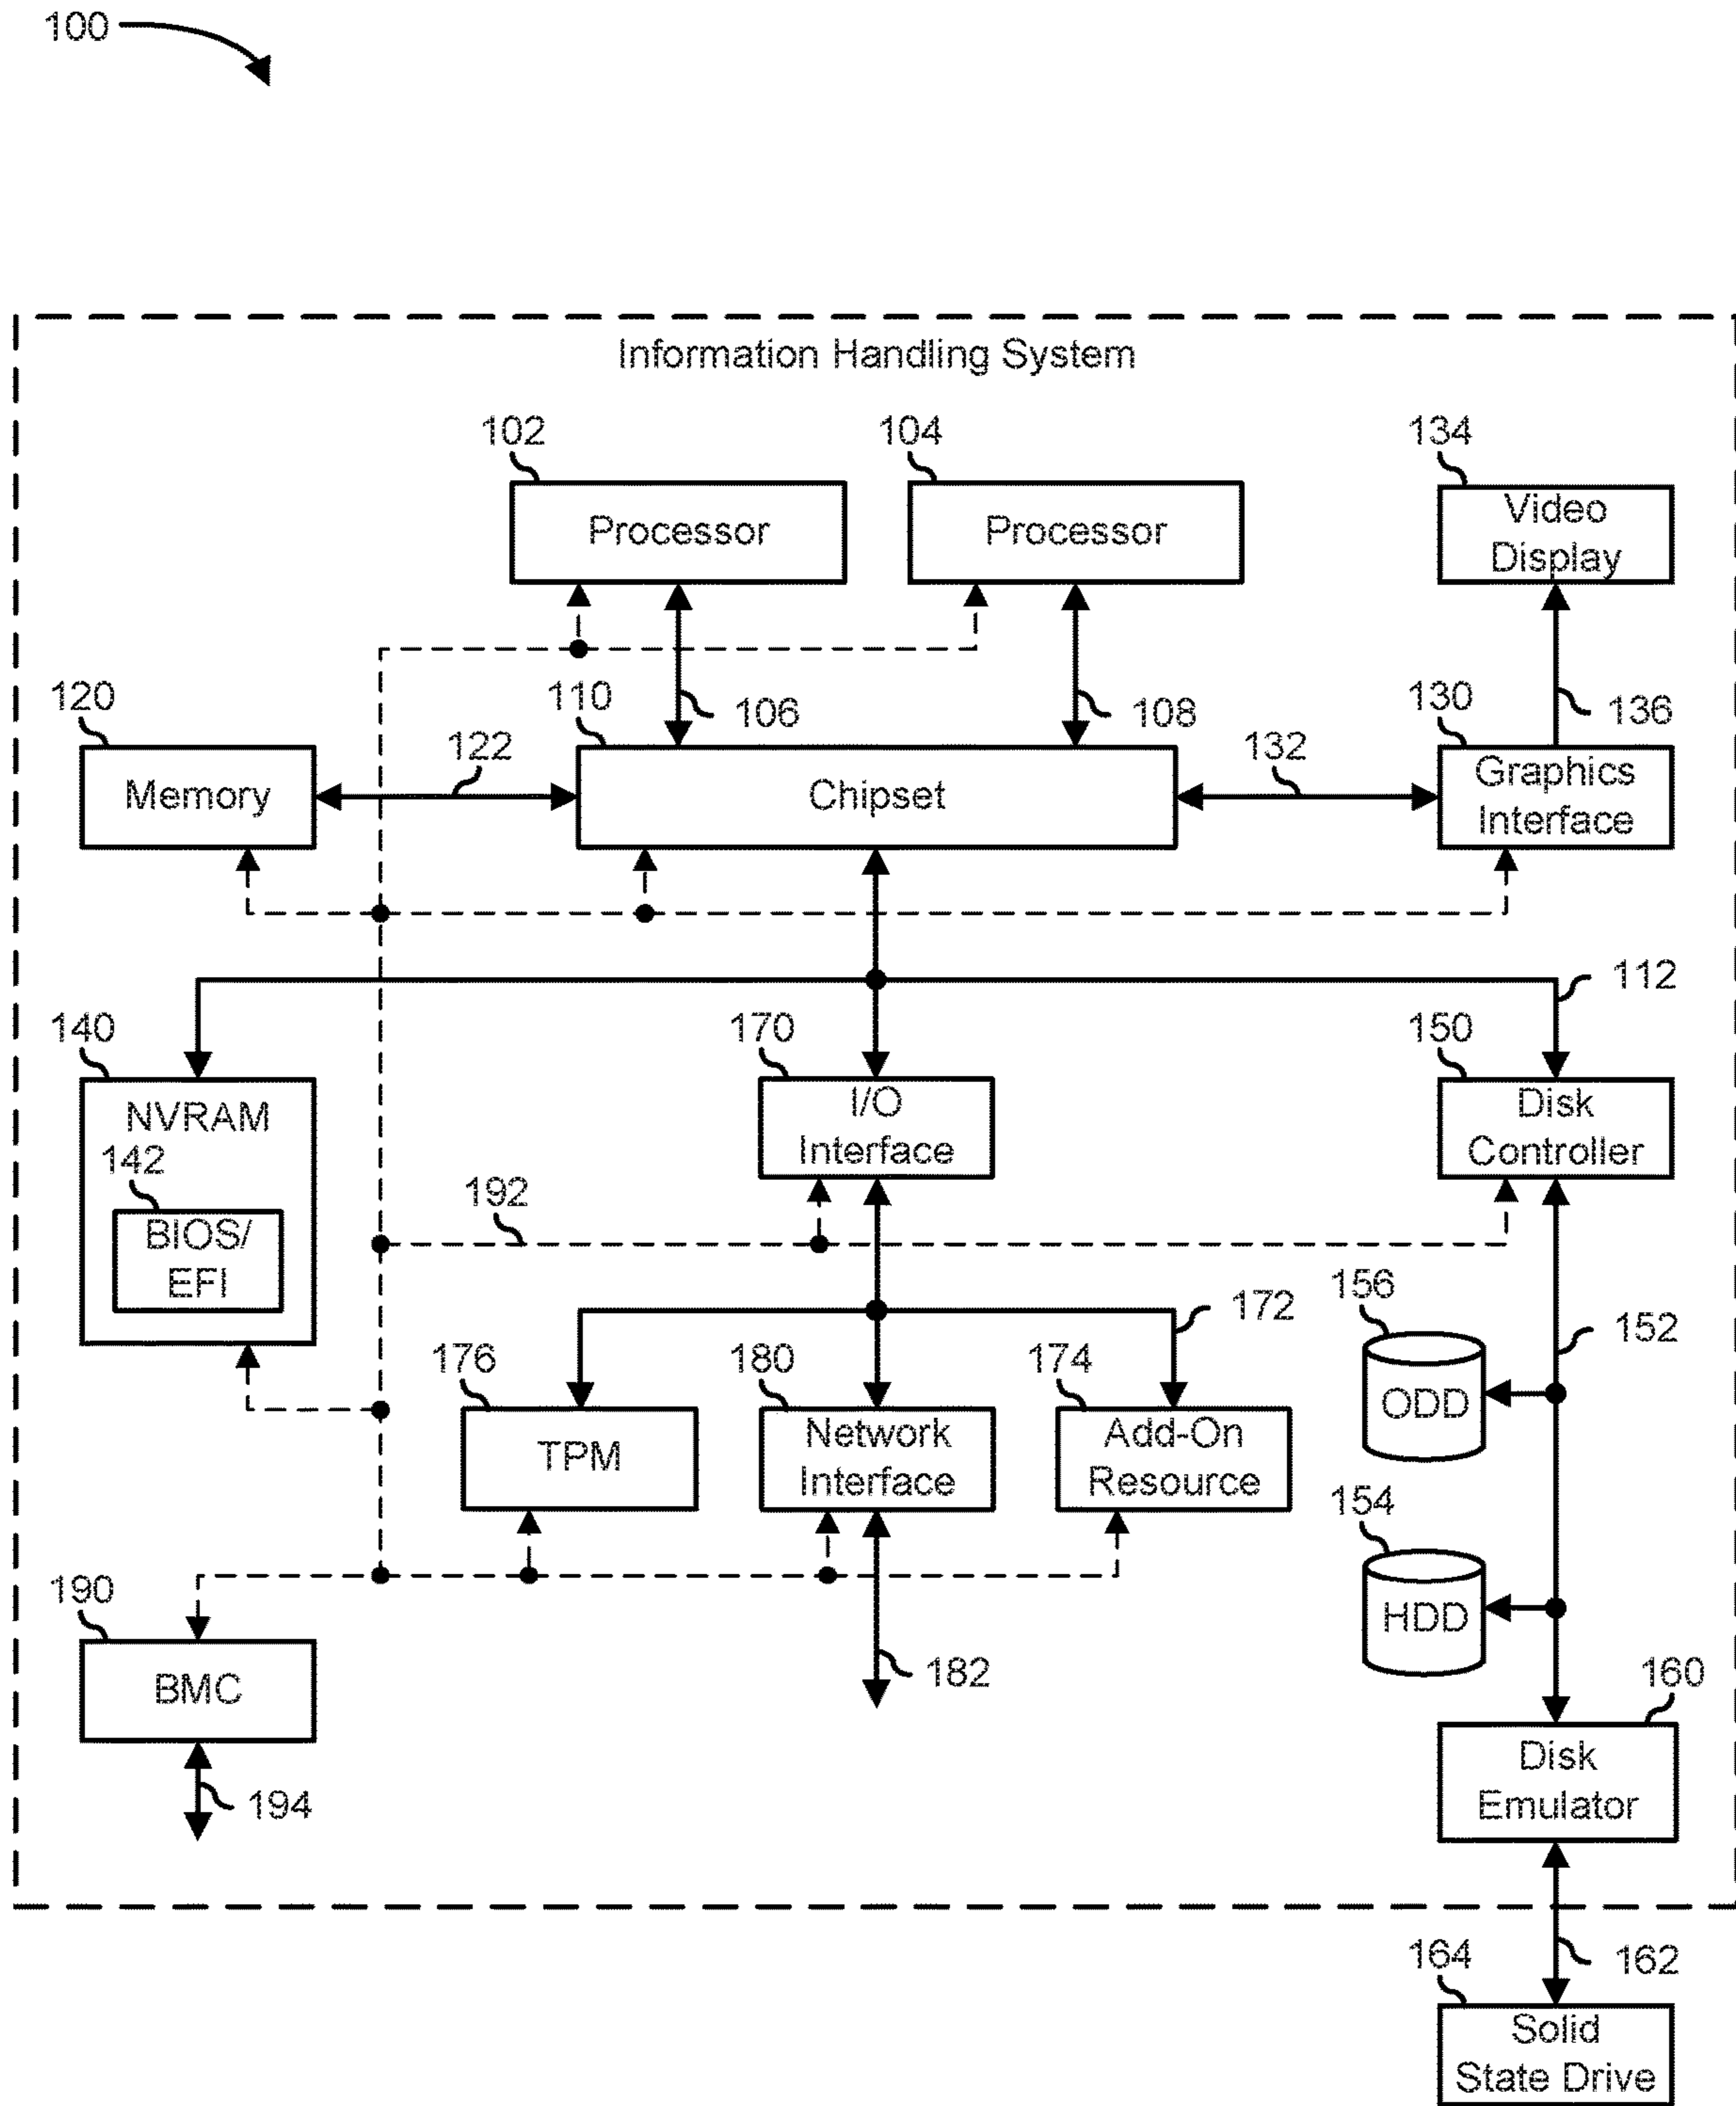 100
Information Handling System
102
104
134
Processor
Processor
Video
Display
120
110
106
108
130
136
122
132
Memory
Chipset
Graphics
Interface
112
140
170
150
NVRAM
I/O
Interface
Disk
Controller
142
BIOS/
EFI
192
156
172
152
176
180
174
ODD
TPM
Network
Interface
Add-On
Resource
154
HDD
190
182
160
BMC
Disk
Emulator
194
164
162
Solid
State Drive